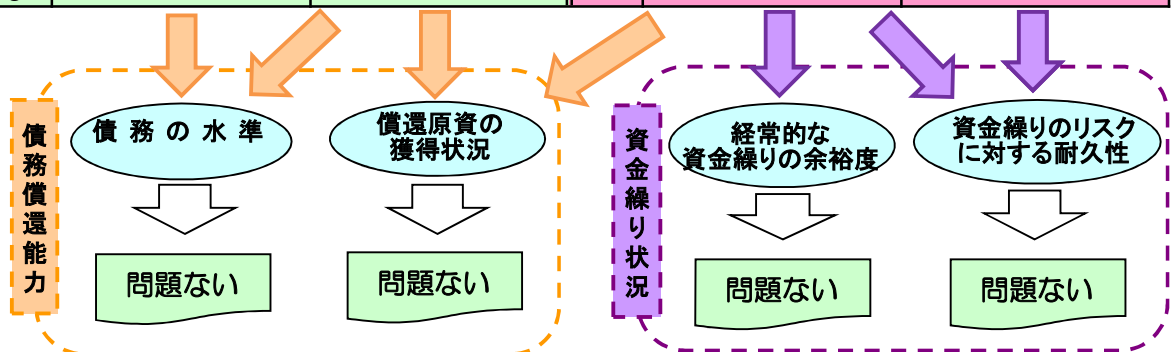 債務償還能力
債務の水準
償還原資の
獲得状況
問題ない
問題ない
資金繰り状況
経常的な
資金繰りの余裕度
資金繰りのリスク
に対する耐久性
問題ない
問題ない